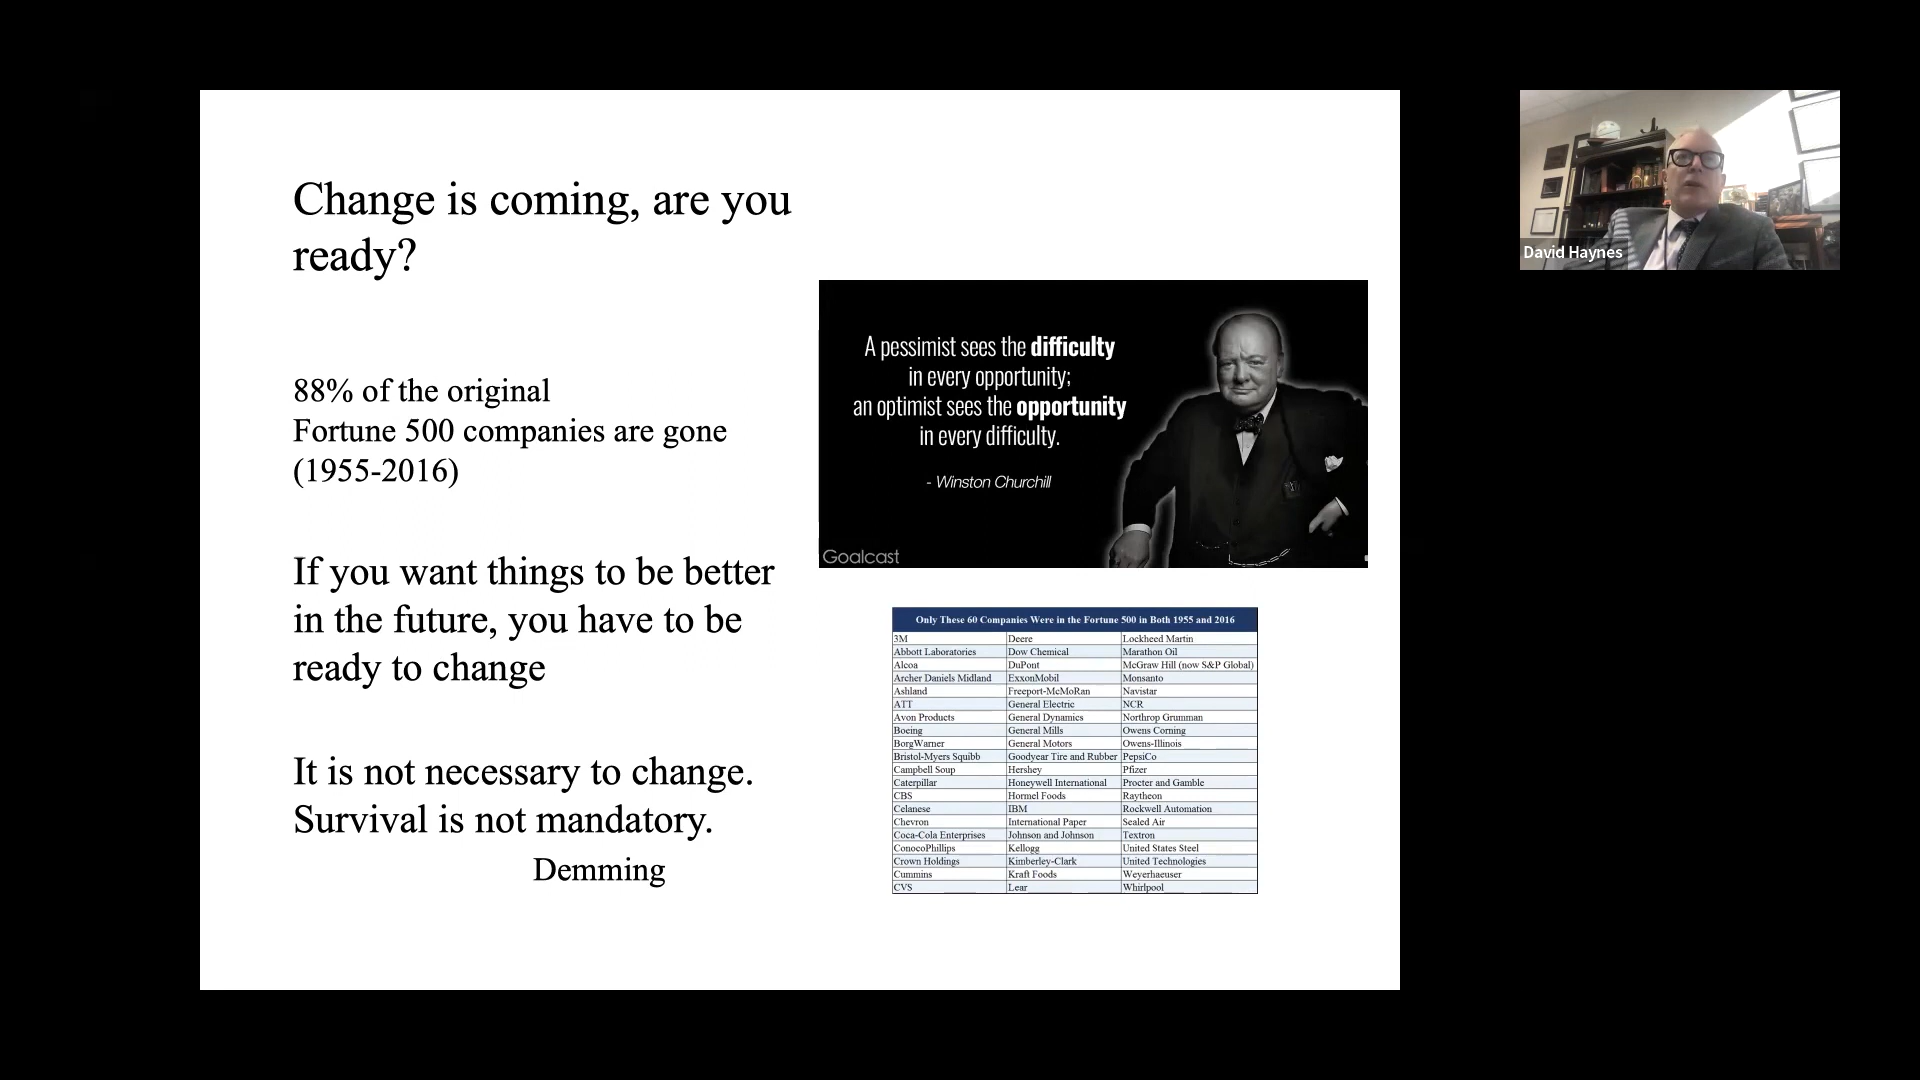 Change is coming, are you
ready?
88% of the original
Fortune 500 companies are gone
(1955-2016)
If you want things to be better
in the future, you have to be
ready to change
It is not necessary to change.
Survival is not mandatory.
Demming
A pessimist sees the difficulty
in every opportunity;
an optimist sees the opportunity
in every difficulty.
- Winston Churchill
Goalcast
Only These 60 Companies Were in the Fortune 500 in Both 1955 and 2016
3M Deere Lockheed Martin
Abbott Laboratories Dow Chemical Marathon Oil
Alcoa DuPont McGraw Hill (now S&P Global)
Archer Daniels Midland ExxonMobil Monsanto
Ashland Freeport-McMoRan Navistar
ATT General Electric NCR
Avon Products General Dynamics Northrop Grumman
Boeing General Mills Owens Corning
BorgWarner General Motors Owens-Illinois
Bristol-Myers Squibb Goodyear Tire and Rubber PepsiCo
Campbell Soup Hershey Pfizer
Caterpillar Honeywell International Procter and Gamble
CBS Hormel Foods Raytheon
Celanese IBM Rockwell Automation
Chevron International Paper Sealed Air
Coca-Cola Enterprises Johnson and Johnson Textron
ConocoPhillips Kellogg United States Steel
Crown Holdings Kimberley-Clark United Technologies
Cummins Kraft Foods Weyerhaeuser
CVS Lear Whirlpool
David Haynes